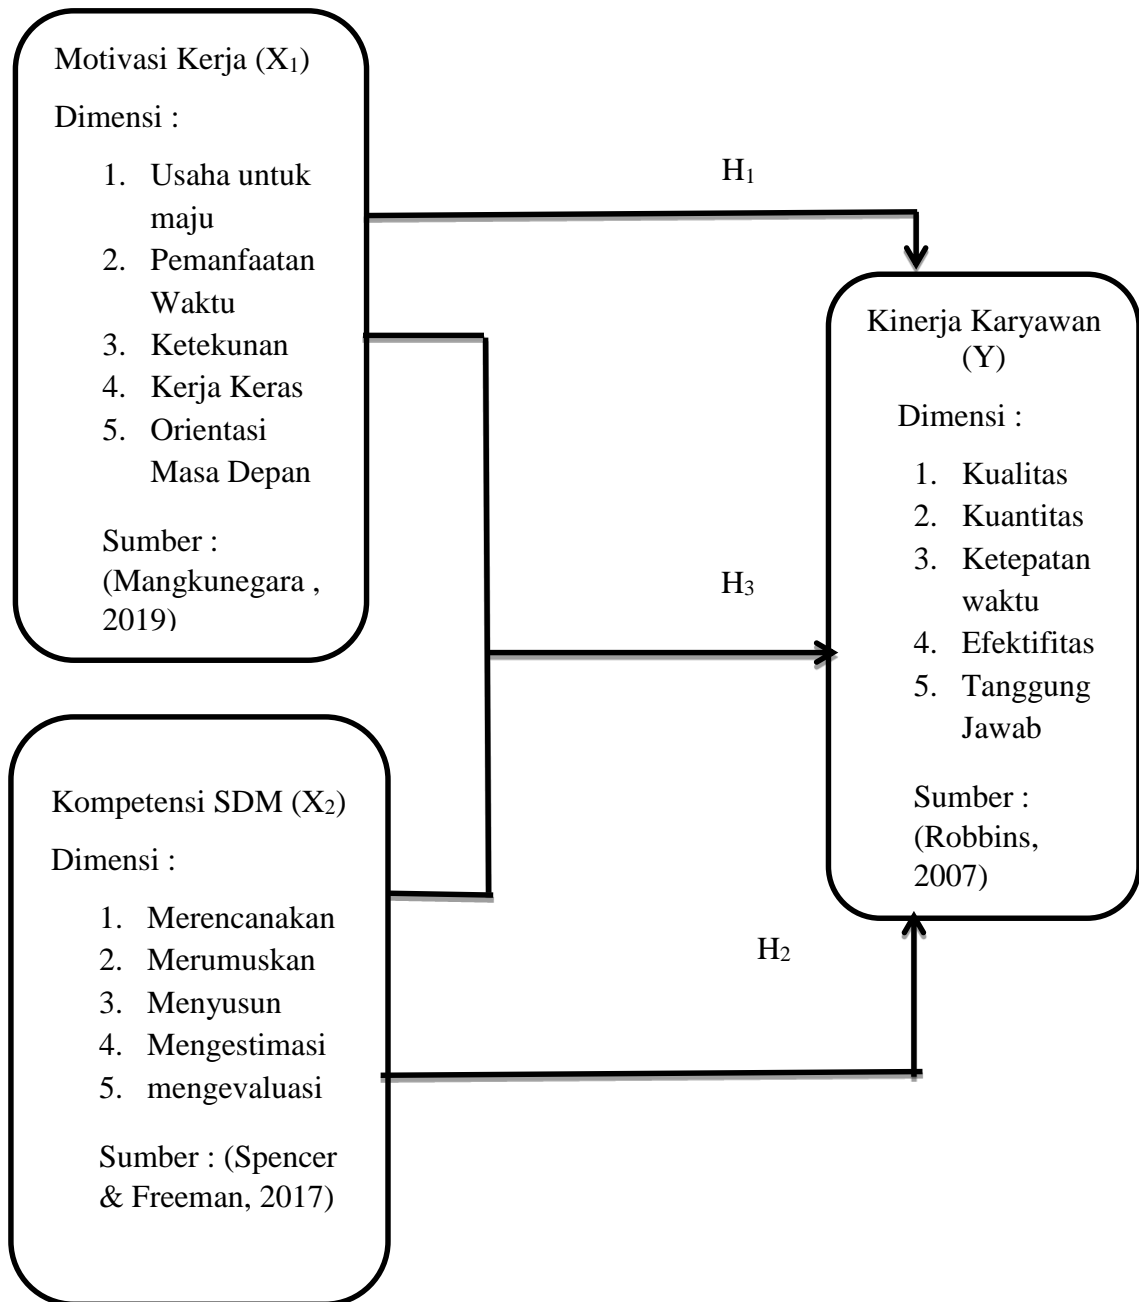 Motivasi Kerja (X₁)
Dimensi :
1. Usaha untuk
maju
2. Pemanfaatan
Waktu
3. Ketekunan
4. Kerja Keras
5. Orientasi
Masa Depan
Sumber :
(Mangkunegara ,
2019)
H₁
Kinerja Karyawan
(Y)
Dimensi :
1. Kualitas
2. Kuantitas
3. Ketepatan
waktu
4. Efektifitas
5. Tanggung
Jawab
Sumber :
(Robbins,
2007)
H₃
Kompetensi SDM (X₂)
Dimensi :
1. Merencanakan
2. Merumuskan
3. Menyusun
4. Mengestimasi
5. mengevaluasi
Sumber : (Spencer
& Freeman, 2017)
H₂